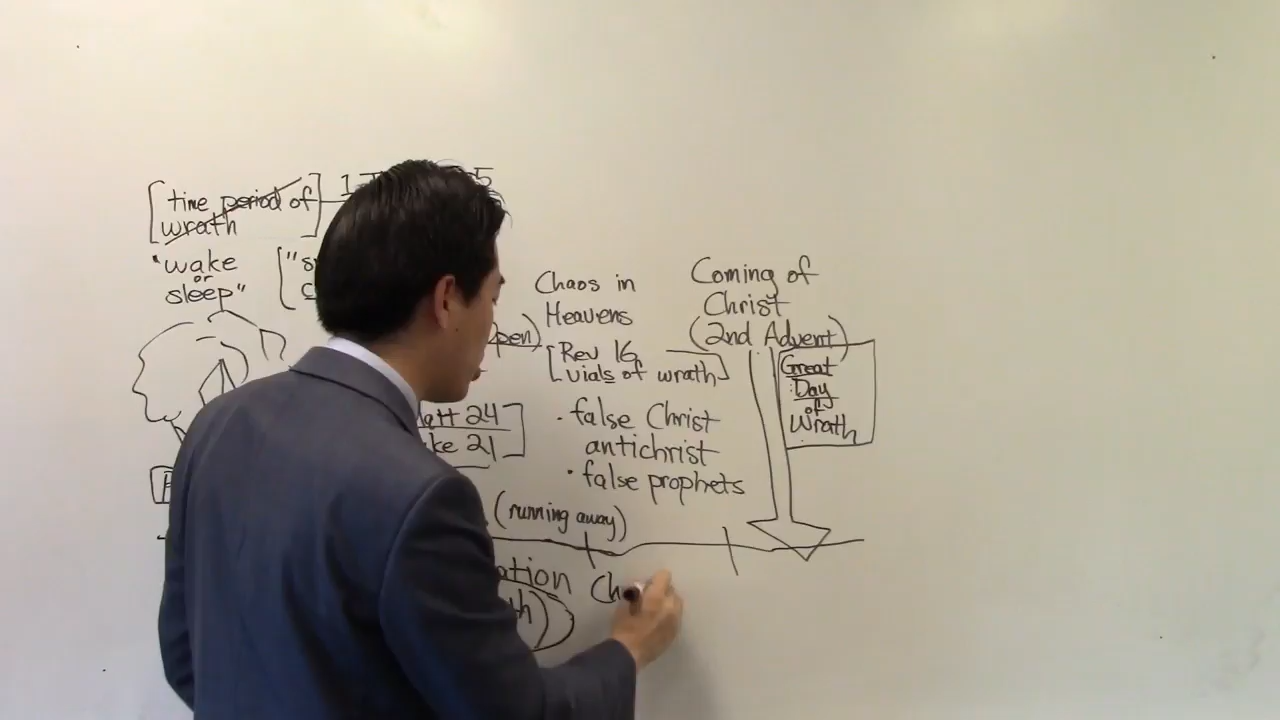 [time period of
wrath]
1
5
"wake
or
sleep"
["s
pen)
[Rev 16
vials of wrath]
Chaos in
Heavens
Coming of
Christ
(2nd Advent)
Great
Day
of
Wrath
att 24
ke 21]
• false Christ
antichrist
• false prophets
(running away)
ation
th)
Ch